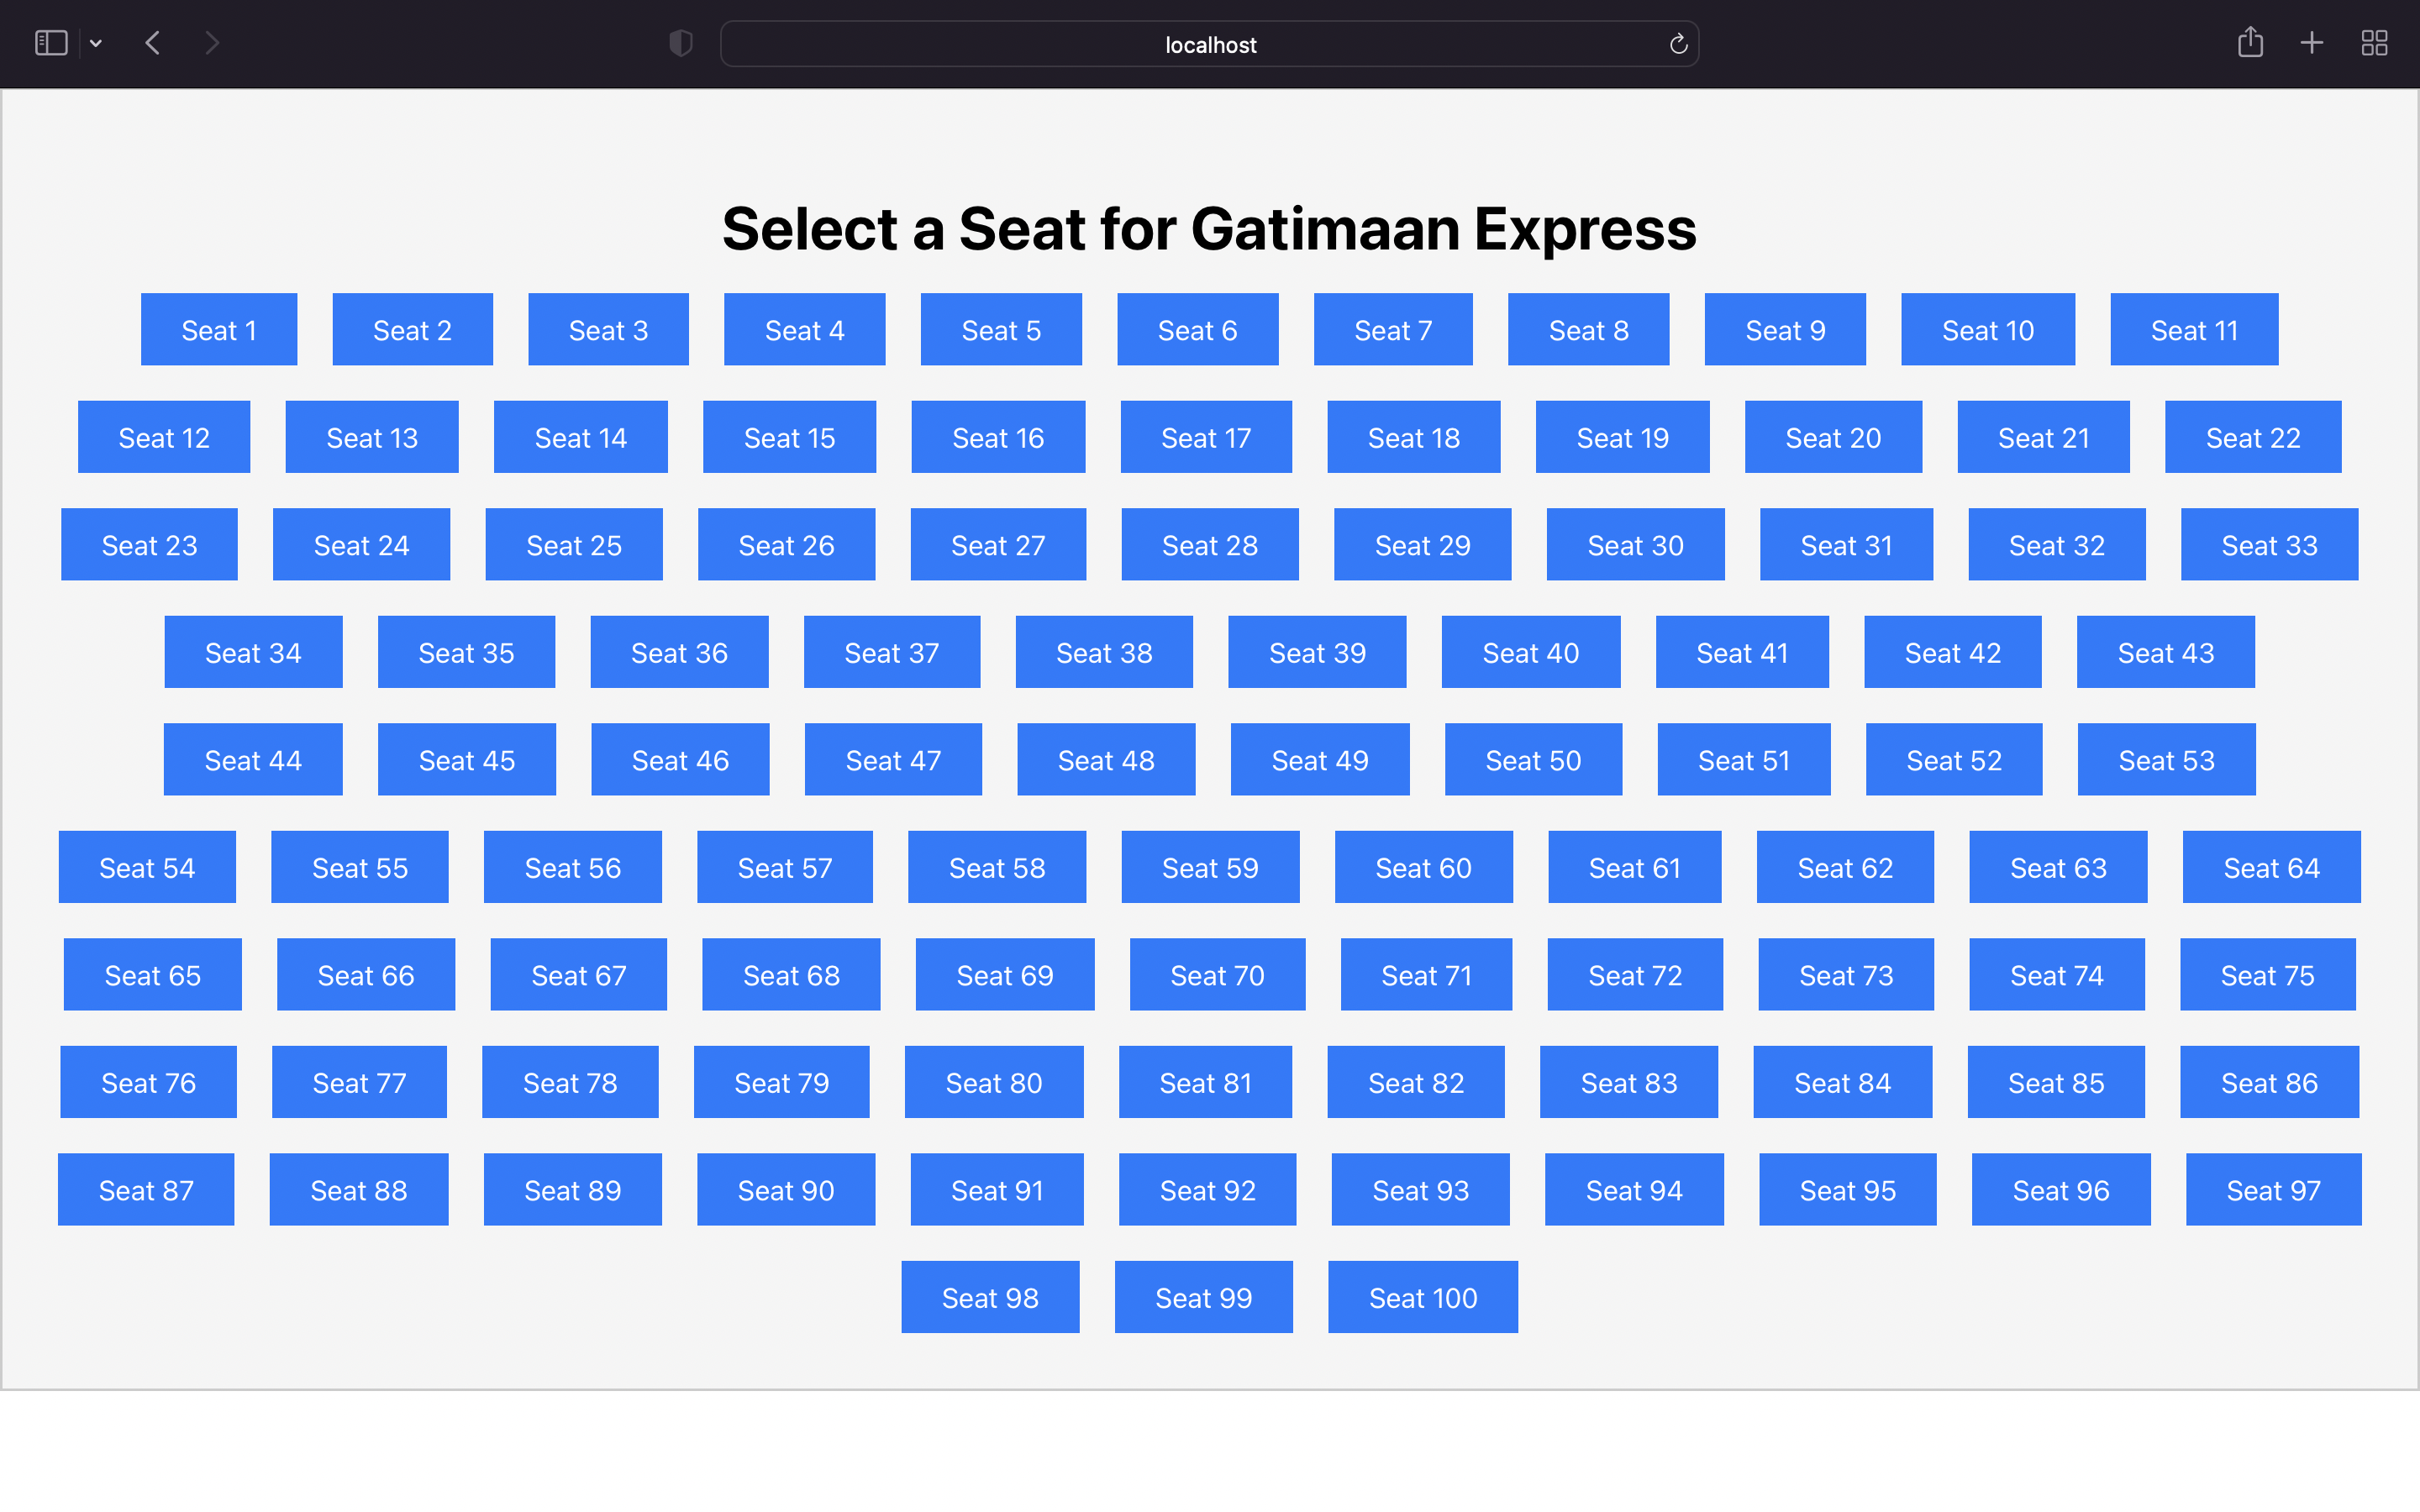 localhost
Select a Seat for Gatimaan Express
Seat 1 Seat 2 Seat 3 Seat 4 Seat 5 Seat 6 Seat 7 Seat 8 Seat 9 Seat 10 Seat 11
Seat 12 Seat 13 Seat 14 Seat 15 Seat 16 Seat 17 Seat 18 Seat 19 Seat 20 Seat 21 Seat 22
Seat 23 Seat 24 Seat 25 Seat 26 Seat 27 Seat 28 Seat 29 Seat 30 Seat 31 Seat 32 Seat 33
Seat 34 Seat 35 Seat 36 Seat 37 Seat 38 Seat 39 Seat 40 Seat 41 Seat 42 Seat 43
Seat 44 Seat 45 Seat 46 Seat 47 Seat 48 Seat 49 Seat 50 Seat 51 Seat 52 Seat 53
Seat 54 Seat 55 Seat 56 Seat 57 Seat 58 Seat 59 Seat 60 Seat 61 Seat 62 Seat 63 Seat 64
Seat 65 Seat 66 Seat 67 Seat 68 Seat 69 Seat 70 Seat 71 Seat 72 Seat 73 Seat 74 Seat 75
Seat 76 Seat 77 Seat 78 Seat 79 Seat 80 Seat 81 Seat 82 Seat 83 Seat 84 Seat 85 Seat 86
Seat 87 Seat 88 Seat 89 Seat 90 Seat 91 Seat 92 Seat 93 Seat 94 Seat 95 Seat 96 Seat 97
Seat 98 Seat 99 Seat 100